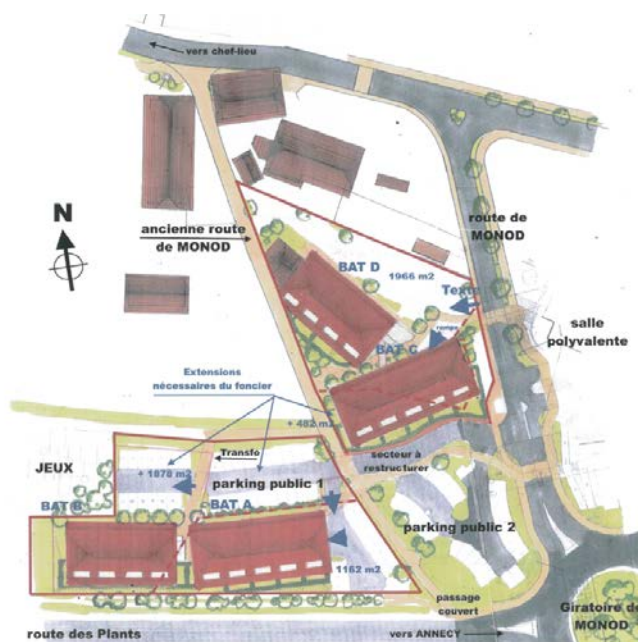 vers chef-lieu
N
ancienne route
de MONOD
route de
MONOD
BAT D
1966 m2
Texte
rampe
salle
polyvalente
BAT C
Extensions
nécessaires du foncier
+ 482 m2
secteur à
restructurer
Transfo
JEUX
+ 1878 m2
parking public 1
BAT B
BAT A
parking public 2
1162 m2
passage
couvert
Giratoire de
MONOD
route des Plants
vers ANNECY